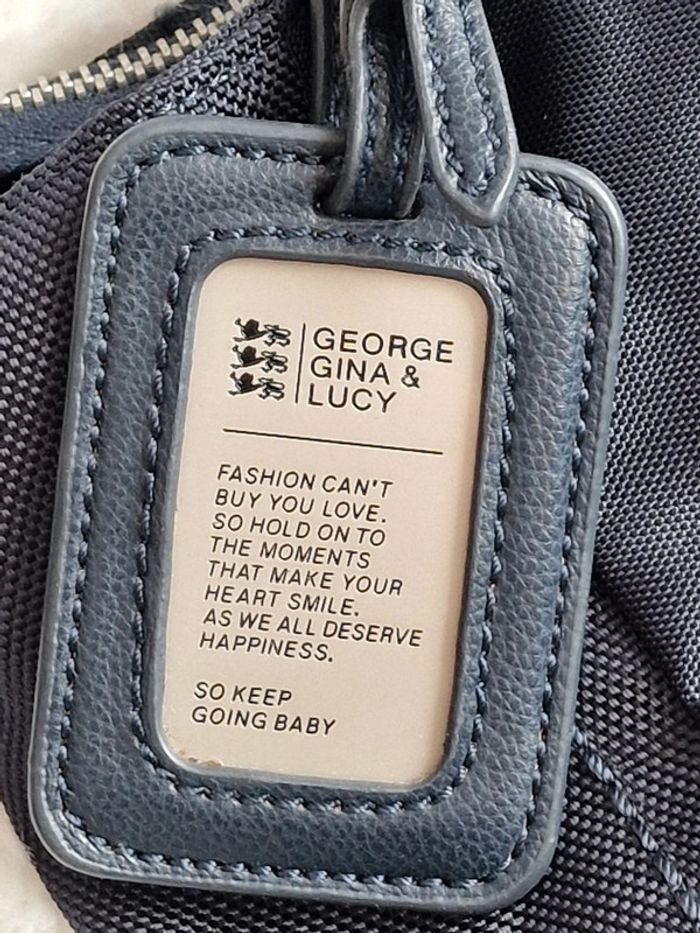 GEORGE
GINA &
LUCY
FASHION CAN'T
BUY YOU LOVE.
SO HOLD ON TO
THE MOMENTS
THAT MAKE YOUR
HEART SMILE.
AS WE ALL DESERVE
HAPPINESS.
SO KEEP
GOING BABY